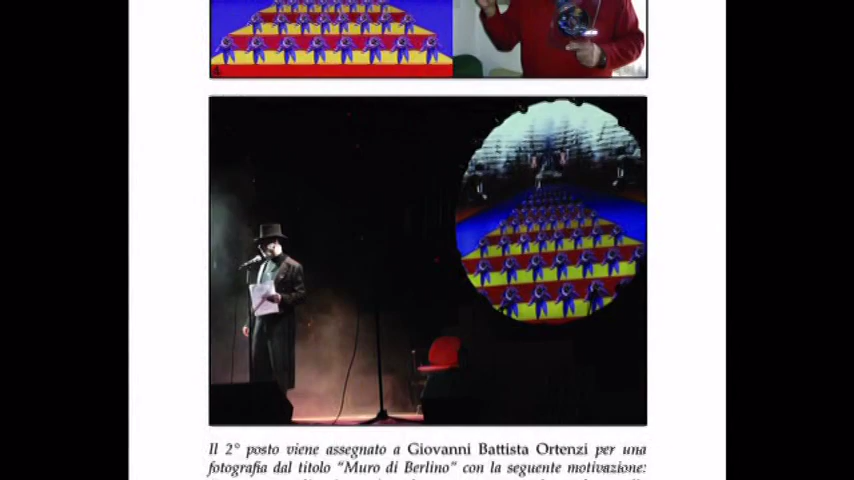 4
Il 2° posto viene assegnato a Giovanni Battista Ortenzi per una
fotografia dal titolo “Muro di Berlino” con la seguente motivazione: